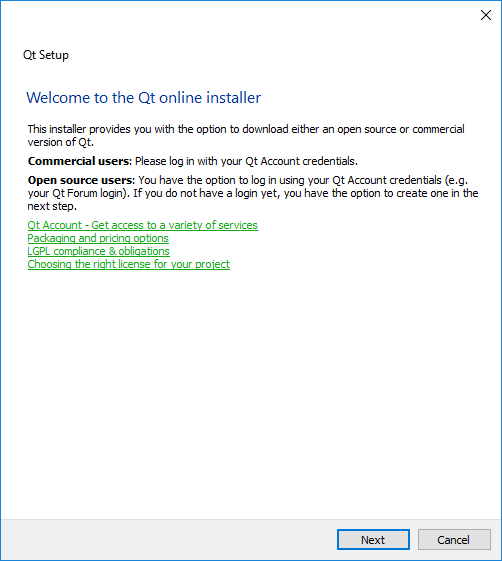 Qt Setup
Welcome to the Qt online installer
This installer provides you with the option to download either an open source or commercial
version of Qt.
Commercial users: Please log in with your Qt Account credentials.
Open source users: You have the option to log in using your Qt Account credentials (e.g.
your Qt Forum login). If you do not have a login yet, you have the option to create one in the
next step.
Qt Account - Get access to a variety of services
Packaging and pricing options
LGPL compliance & obligations
Choosing the right license for your project
Next
Cancel